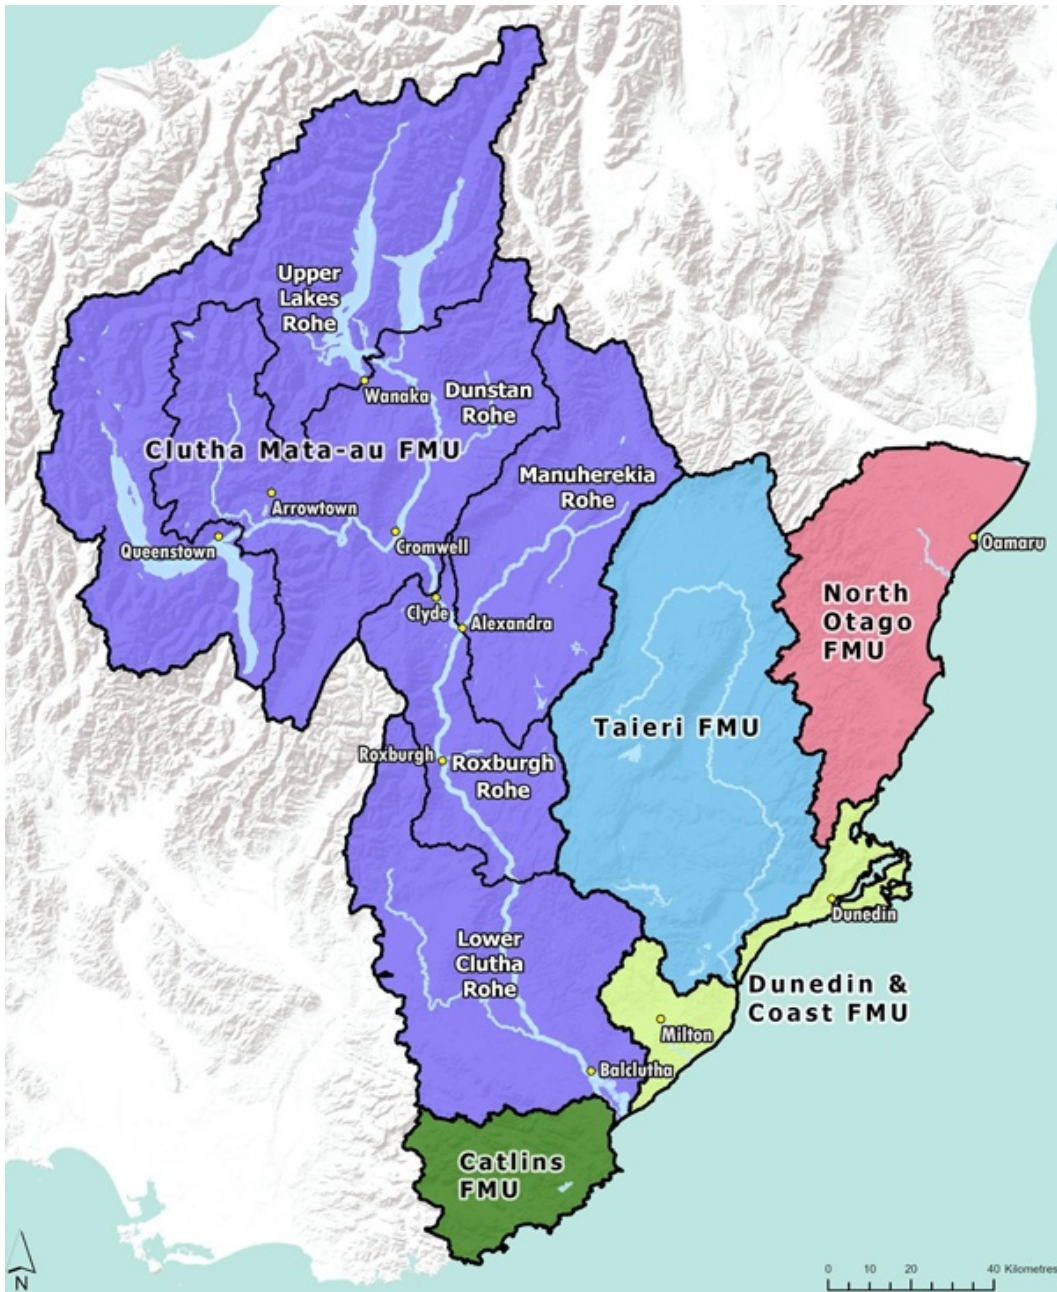 Upper
Lakes
Rohe
Wanaka
Dunstan
Rohe
Clutha Mata-au FMU
Manuherekia
Rohe
Arrowtown
Queenstown
Cromwell
Oamaru
North
Otago
FMU
Clyde
Alexandra
Taieri FMU
Roxburgh
Roxburgh
Rohe
Dunedin
Lower
Clutha
Rohe
Dunedin &
Coast FMU
Milton
Balclutha
Catlins
FMU
N
0 10 20 40 Kilometres